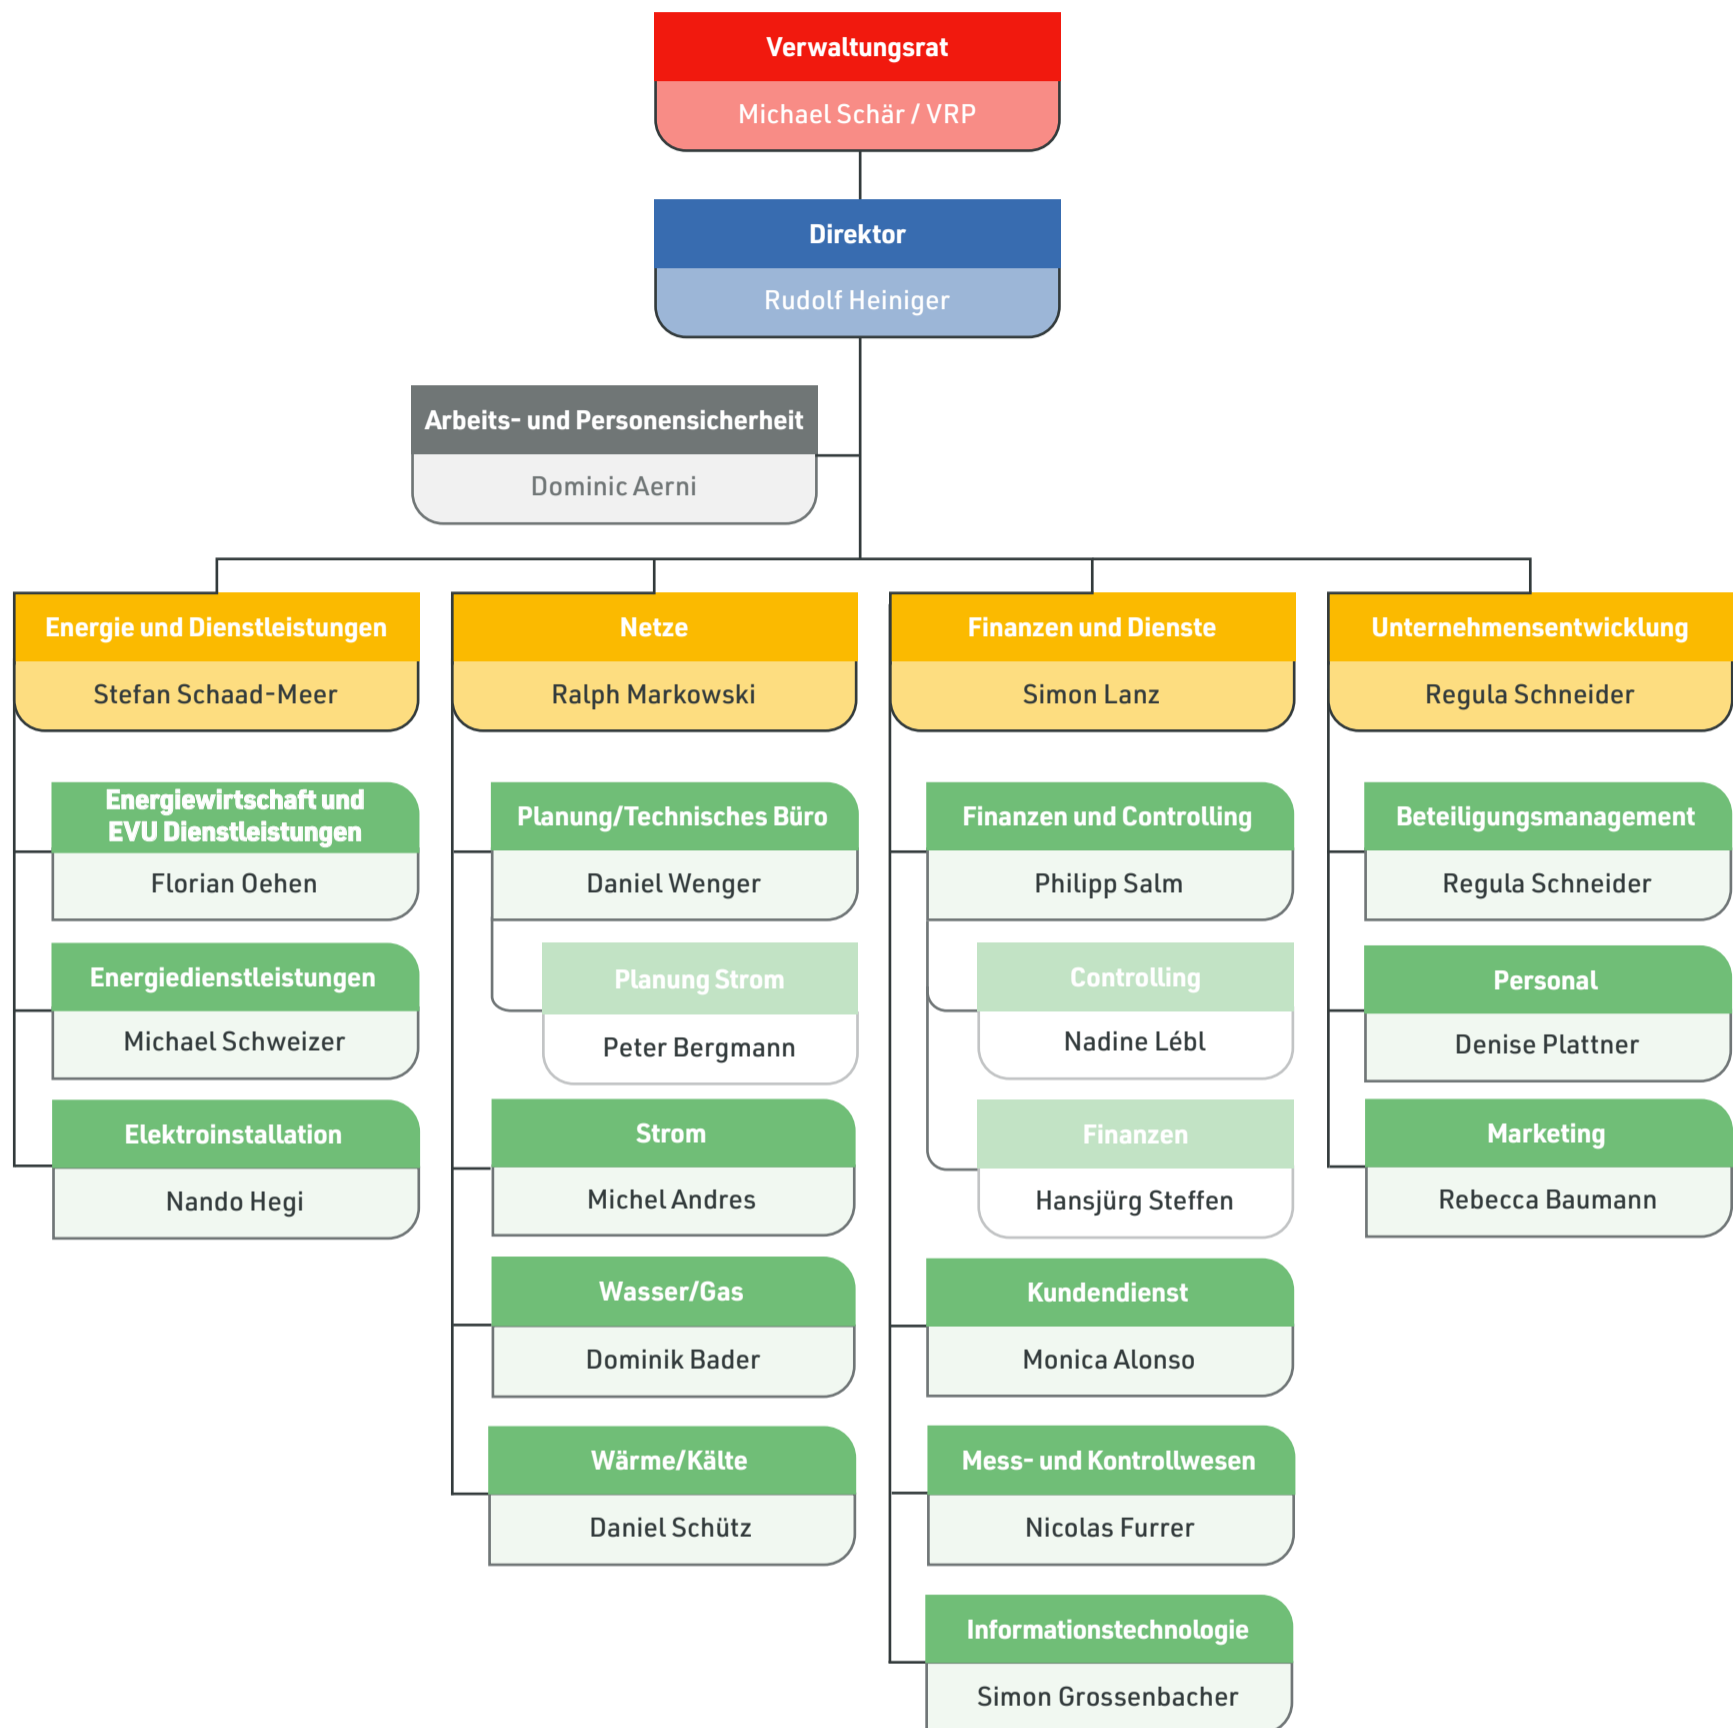 Verwaltungsrat
Michael Schär / VRP
Direktor
Rudolf Heiniger
Arbeits- und Personensicherheit
Dominic Aerni
Energie und Dienstleistungen
Stefan Schaad-Meer
Energiewirtschaft und
EVU Dienstleistungen
Florian Oehen
Energiedienstleistungen
Michael Schweizer
Elektroinstallation
Nando Hegi
Netze
Ralph Markowski
Planung/Technisches Büro
Daniel Wenger
Planung Strom
Peter Bergmann
Strom
Michel Andres
Wasser/Gas
Dominik Bader
Wärme/Kälte
Daniel Schütz
Finanzen und Dienste
Simon Lanz
Finanzen und Controlling
Philipp Salm
Controlling
Nadine Lébl
Finanzen
Hansjürg Steffen
Kundendienst
Monica Alonso
Mess- und Kontrollwesen
Nicolas Furrer
Informationstechnologie
Simon Grossenbacher
Unternehmensentwicklung
Regula Schneider
Beteiligungsmanagement
Regula Schneider
Personal
Denise Plattner
Marketing
Rebecca Baumann